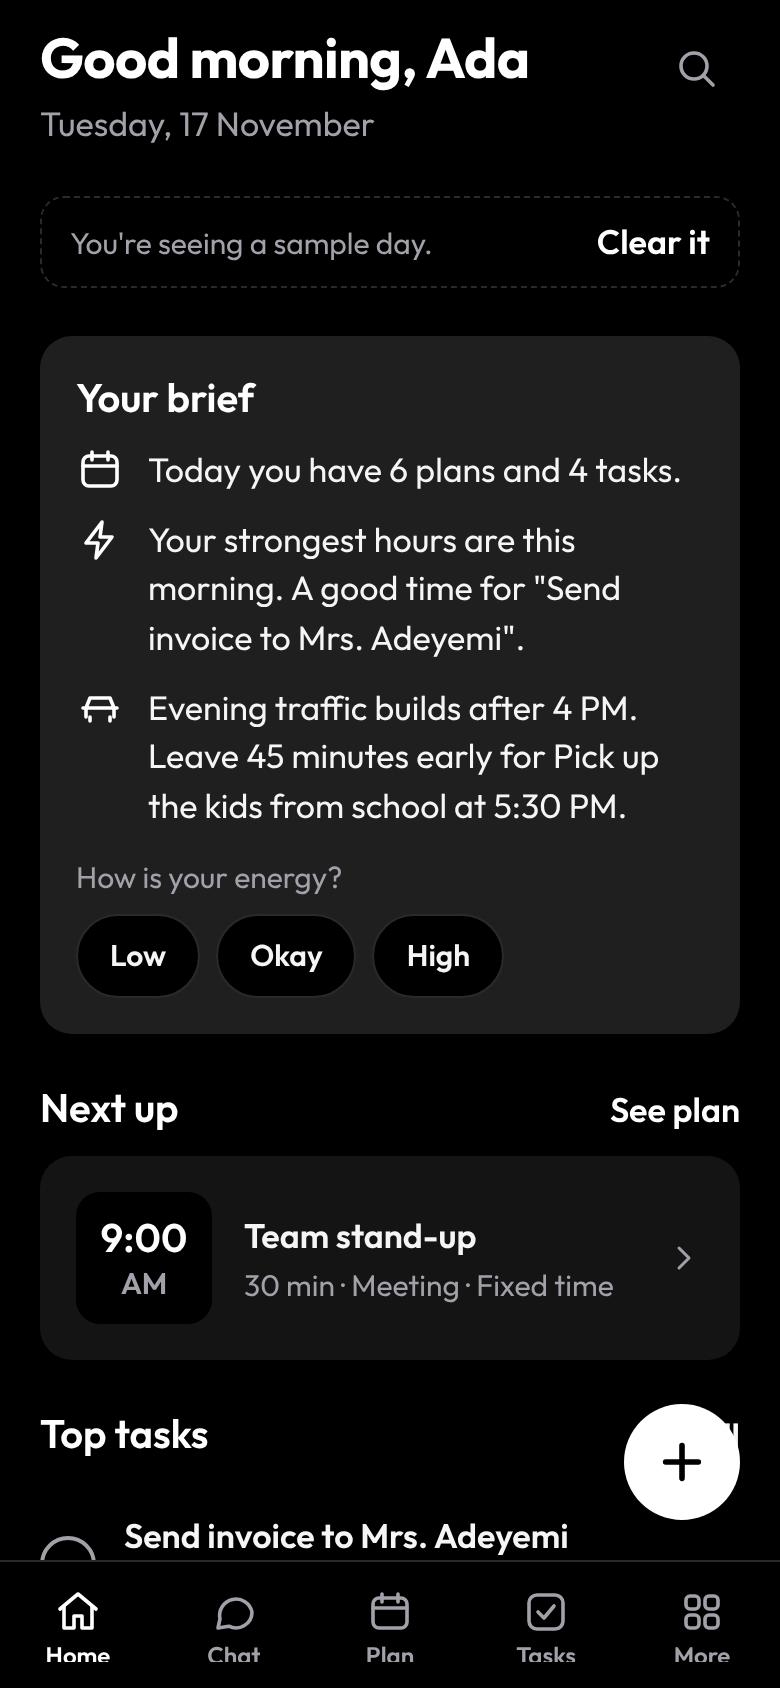 Good morning, Ada
Tuesday, 17 November
You're seeing a sample day.
Clear it
Your brief
Today you have 6 plans and 4 tasks.
Your strongest hours are this
morning. A good time for "Send
invoice to Mrs. Adeyemi".
Evening traffic builds after 4 PM.
Leave 45 minutes early for Pick up
the kids from school at 5:30 PM.
How is your energy?
Low
Okay
High
Next up
See plan
9:00
AM
Team stand-up
30 min · Meeting · Fixed time
Top tasks
Send invoice to Mrs. Adeyemi
Home
Chat
Plan
Tasks
More